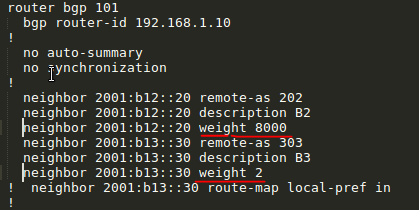 router bgp 101
bgp router-id 192.168.1.10
!
no auto-summary
no synchronization
!
neighbor 2001:b12::20 remote-as 202
neighbor 2001:b12::20 description B2
neighbor 2001:b12::20 weight 8000
neighbor 2001:b13::30 remote-as 303
neighbor 2001:b13::30 description B3
neighbor 2001:b13::30 weight 2
! neighbor 2001:b13::30 route-map local-pref in
!